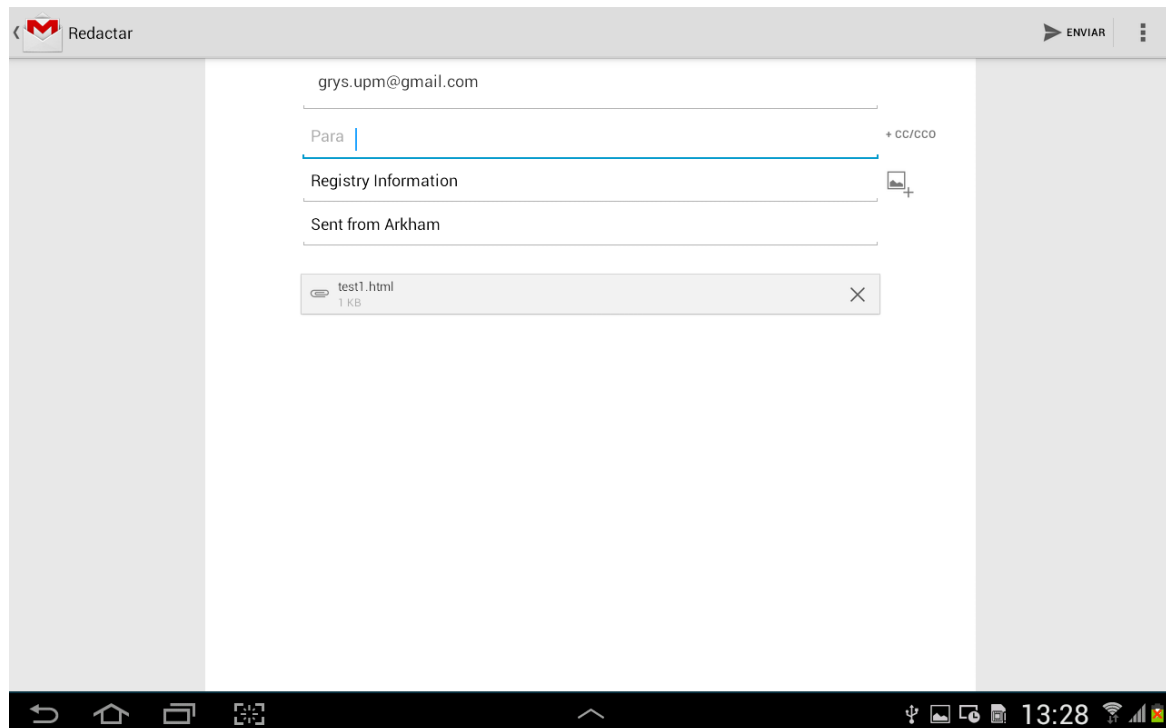 Redactar
ENVIAR
grys.upm@gmail.com
Para
+ CC/CCO
Registry Information
Sent from Arkham
test1.html
1 KB
13:28